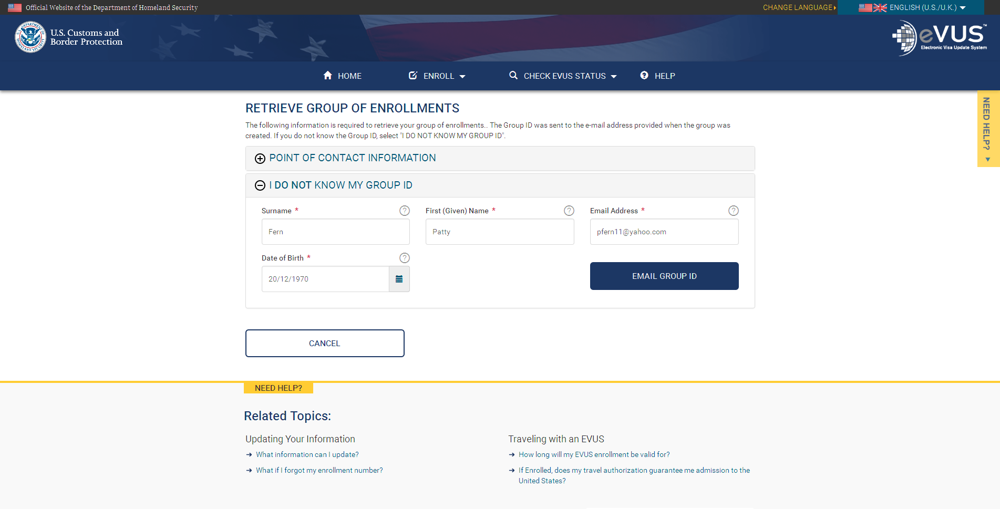 Official Website of the Department of Homeland Security
CHANGE LANGUAGE
ENGLISH (U.S./U.K.)
U.S. Customs and
Border Protection
eVUS™
Electronic Visa Update System
HOME
ENROLL
CHECK EVUS STATUS
HELP
NEED HELP?
RETRIEVE GROUP OF ENROLLMENTS
The following information is required to retrieve your group of enrollments.. The Group ID was sent to the e-mail address provided when the group was
created. If you do not know the Group ID, select "I DO NOT KNOW MY GROUP ID".
POINT OF CONTACT INFORMATION
I DO NOT KNOW MY GROUP ID
Surname * ?
First (Given) Name * ?
Email Address * ?
Fern
Patty
pfern11@yahoo.com
Date of Birth * ?
20/12/1970
EMAIL GROUP ID
CANCEL
NEED HELP?
Related Topics:
Updating Your Information
What information can I update?
What if I forgot my enrollment number?
Traveling with an EVUS
How long will my EVUS enrollment be valid for?
If Enrolled, does my travel authorization guarantee me admission to the
United States?